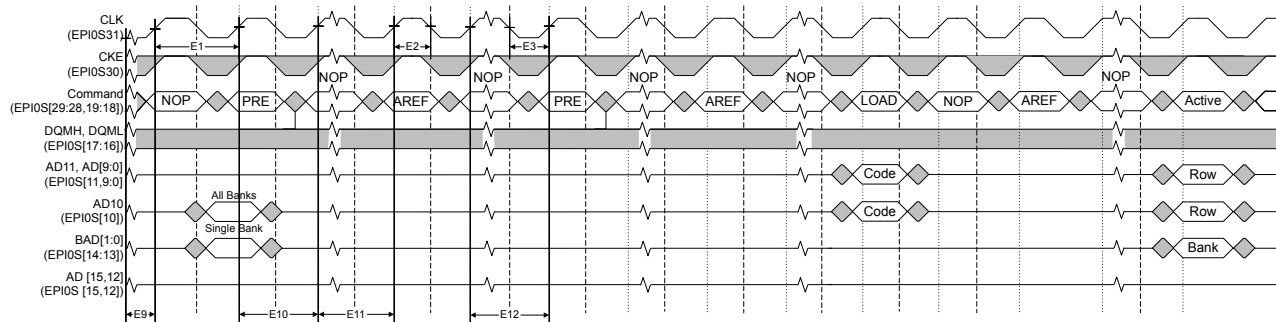 CLK
(EPI0S31)
E1
E2
E3
CKE
(EPI0S30)
NOP
NOP
NOP
NOP
NOP
Command
(EPI0S[29:28,19:18])
NOP
PRE
AREF
PRE
AREF
LOAD
NOP
AREF
Active
DQMH, DQML
(EPI0S[17:16])
AD11, AD[9:0]
(EPI0S[11,9:0])
Code
Row
All Banks
AD10
(EPI0S[10])
Code
Row
Single Bank
BAD[1:0]
(EPI0S[14:13])
Bank
AD [15,12]
(EPI0S [15,12])
E9
E10
E11
E12